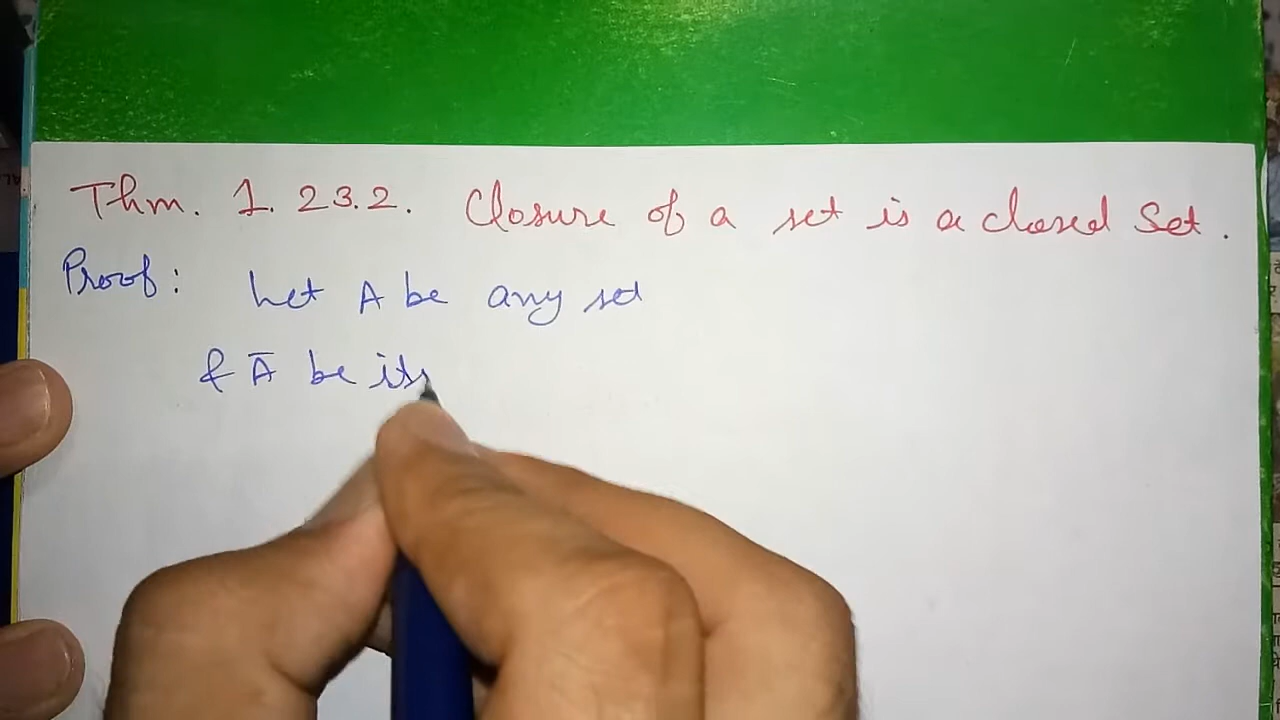 Thm. 1.23.2. Closure of a set is a closed Set.
Proof: Let A be any set
& Ā be its